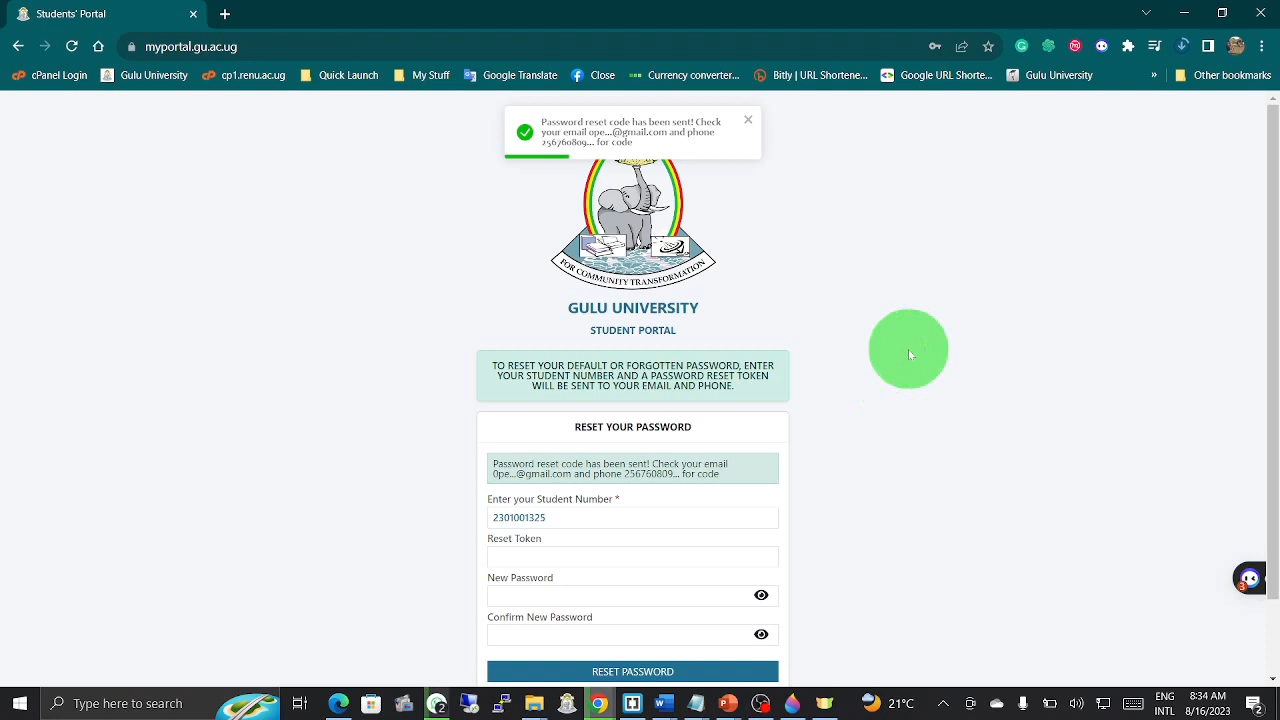 Students' Portal
myportal.gu.ac.ug
cPanel Login
Gulu University
cp1.renu.ac.ug
Quick Launch
My Stuff
Google Translate
Close
Currency converter...
Bitly | URL Shortene...
Google URL Shorte...
Gulu University
»
Other bookmarks
Password reset code has been sent! Check
your email 0pe...@gmail.com and phone
256760809... for code
FOR COMMUNITY TRANSFORMATION
GULU UNIVERSITY
STUDENT PORTAL
TO RESET YOUR DEFAULT OR FORGOTTEN PASSWORD, ENTER
YOUR STUDENT NUMBER AND A PASSWORD RESET TOKEN
WILL BE SENT TO YOUR EMAIL AND PHONE.
RESET YOUR PASSWORD
Password reset code has been sent! Check your email
0pe...@gmail.com and phone 256760809... for code
Enter your Student Number *
2301001325
Reset Token
New Password
Confirm New Password
RESET PASSWORD
3
Type here to search
21°C
ENG
INTL
8:34 AM
8/16/2023
2